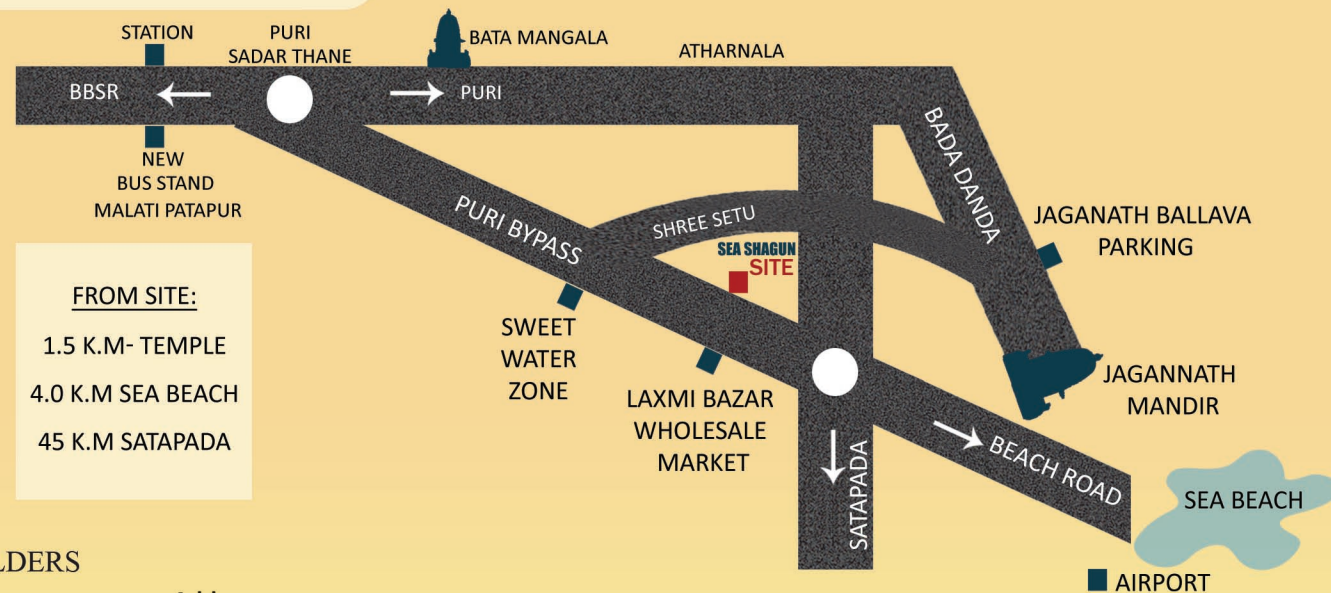 STATION
PURI
SADAR THANE
BATA MANGALA
ATHARNALA
BBSR
PURI
NEW
BUS STAND
MALATI PATAPUR
BADA DANDA
PURI BYPASS
SHREE SETU
SEA SHAGUN
SITE
JAGANATH BALLAVA
PARKING
FROM SITE:
1.5 K.M- TEMPLE
4.0 K.M SEA BEACH
45 K.M SATAPADA
SWEET
WATER
ZONE
LAXMI BAZAR
WHOLESALE
MARKET
JAGANNATH
MANDIR
SATAPADA
BEACH ROAD
SEA BEACH
AIRPORT
LDERS